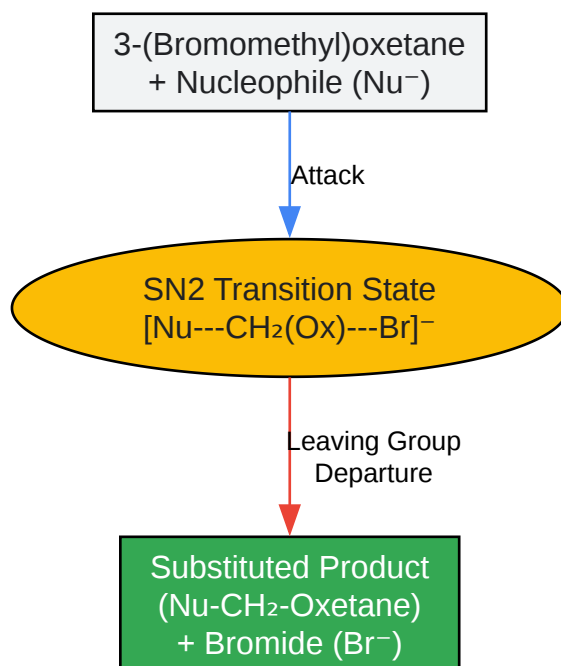 3-(Bromomethyl)oxetane
+ Nucleophile (Nu⁻)
Attack
SN2 Transition State
[Nu---CH₂(Ox)---Br]⁻
Leaving Group
Departure
Substituted Product
(Nu-CH₂-Oxetane)
+ Bromide (Br⁻)